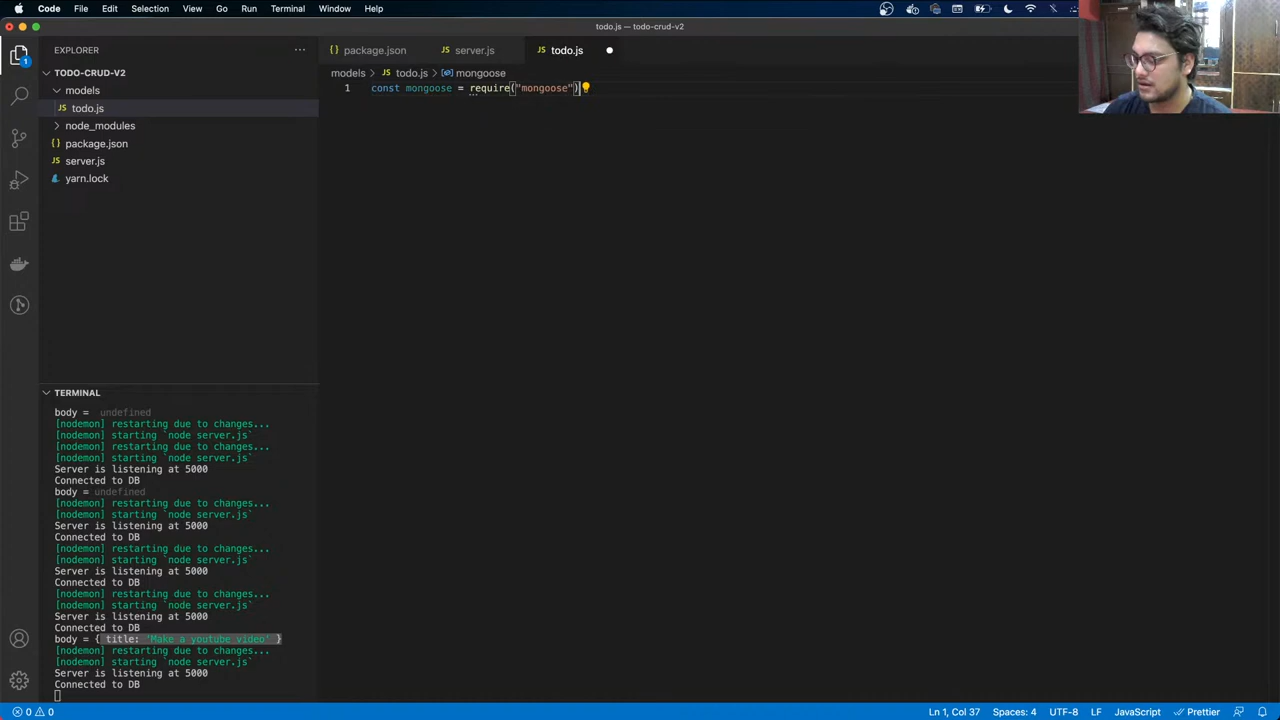 Code File Edit Selection View Go Run Terminal Window Help
todo.js — todo-crud-v2
EXPLORER
TODO-CRUD-V2
models
JS todo.js
node_modules
{ } package.json
JS server.js
yarn.lock
1
{ } package.json JS server.js JS todo.js
models > JS todo.js > mongoose
1 const mongoose = require("mongoose")
TERMINAL
body = undefined
[nodemon] restarting due to changes...
[nodemon] starting `node server.js`
[nodemon] restarting due to changes...
[nodemon] starting `node server.js`
Server is listening at 5000
Connected to DB
body = undefined
[nodemon] restarting due to changes...
[nodemon] starting `node server.js`
Server is listening at 5000
Connected to DB
[nodemon] restarting due to changes...
[nodemon] starting `node server.js`
Server is listening at 5000
Connected to DB
[nodemon] restarting due to changes...
[nodemon] starting `node server.js`
Server is listening at 5000
Connected to DB
body = { title: 'Make a youtube video' }
[nodemon] restarting due to changes...
[nodemon] starting `node server.js`
Server is listening at 5000
Connected to DB
0 0 Ln 1, Col 37 Spaces: 4 UTF-8 LF JavaScript Prettier